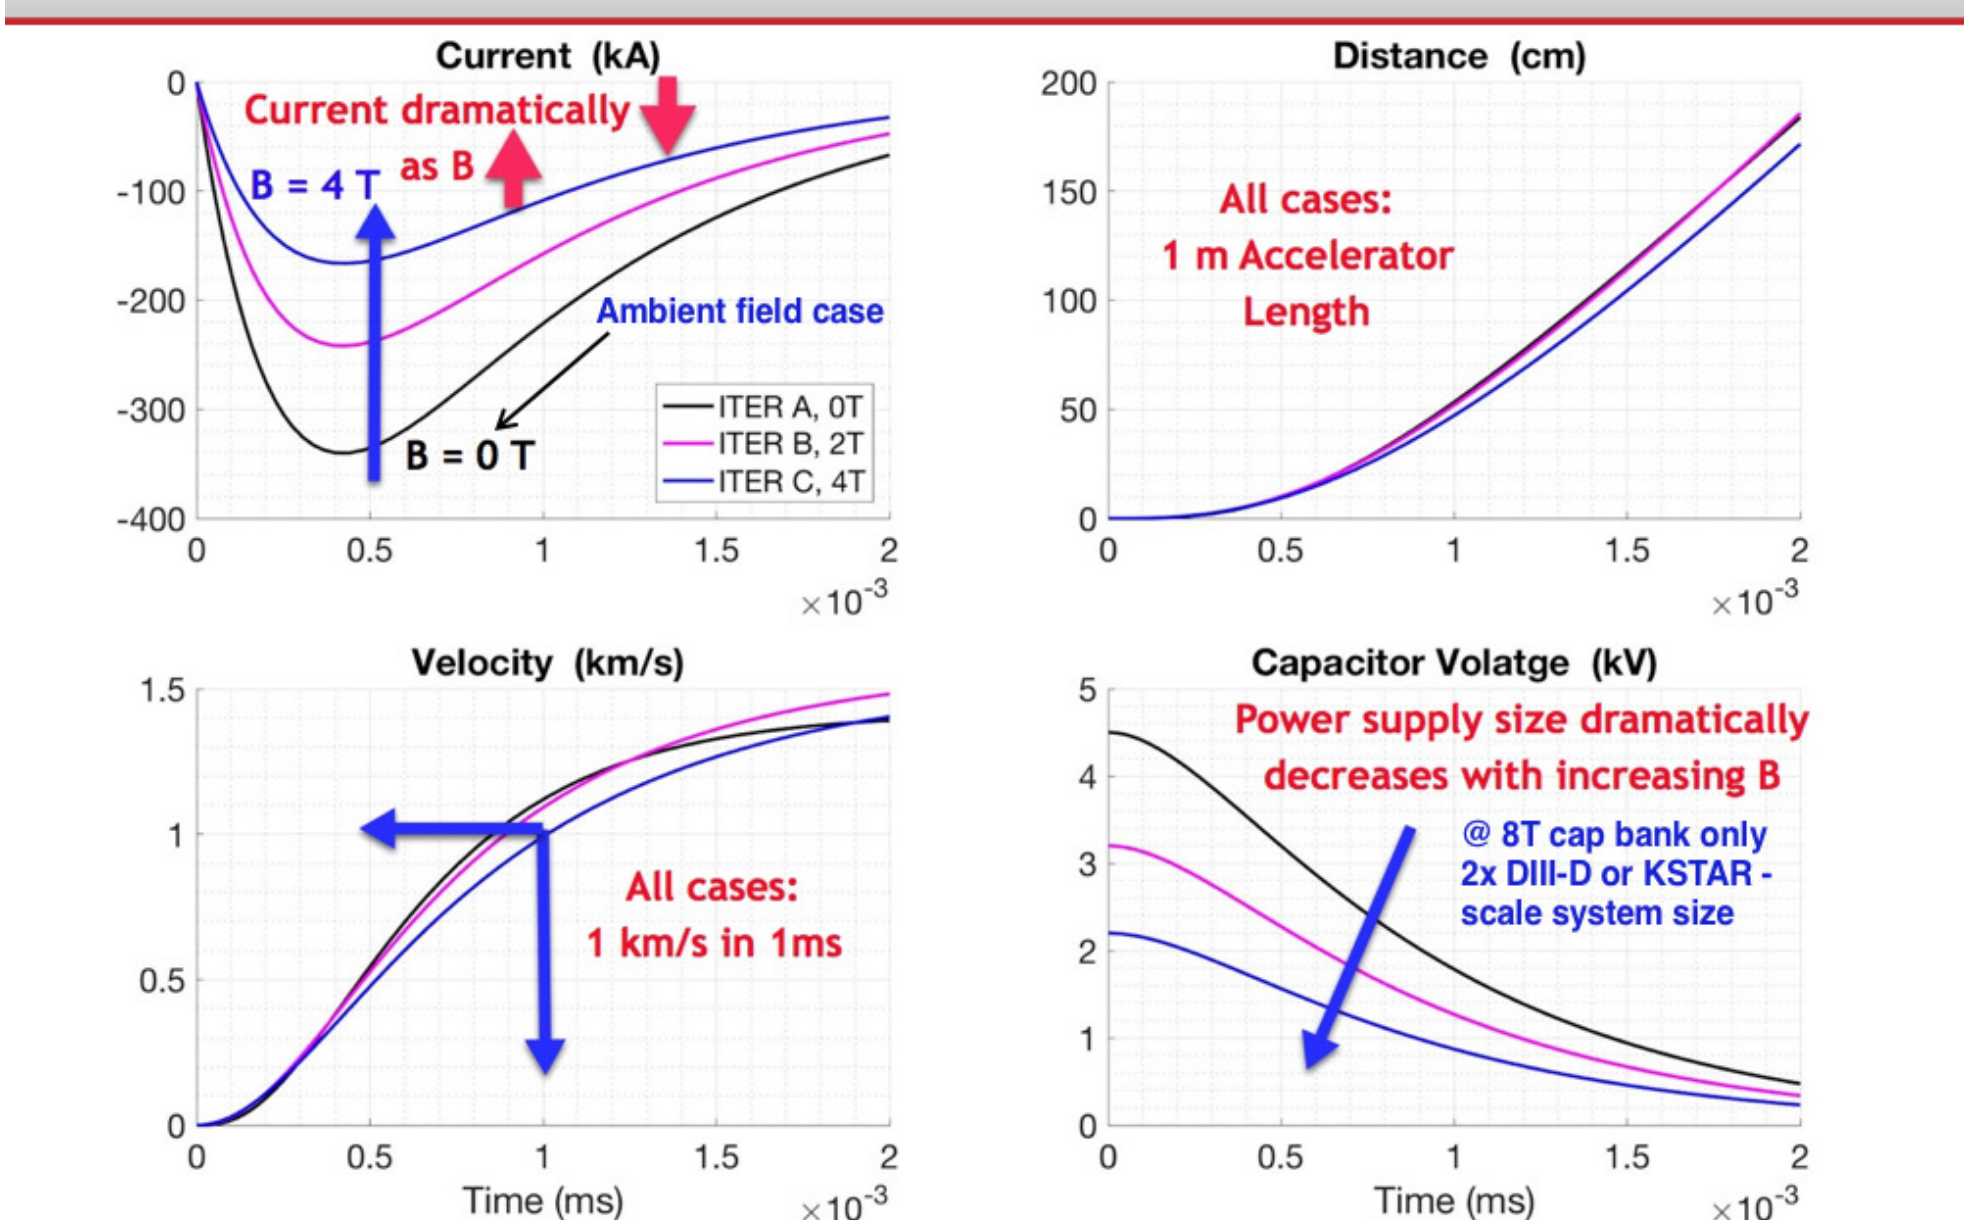 Current (kA)
0
-100
-200
-300
-400
Current dramatically
as B
B = 4 T
Ambient field case
B = 0 T
ITER A, 0T
ITER B, 2T
ITER C, 4T
0 0.5 1 1.5 2
×10-3
Distance (cm)
200
150
100
50
0
All cases:
1 m Accelerator
Length
0 0.5 1 1.5 2
×10-3
Velocity (km/s)
1.5
1
0.5
0
All cases:
1 km/s in 1ms
0 0.5 1 1.5 2
Time (ms)
×10-3
Capacitor Volatge (kV)
5
4
3
2
1
0
Power supply size dramatically
decreases with increasing B
@ 8T cap bank only
2x DIII-D or KSTAR -
scale system size
0 0.5 1 1.5 2
Time (ms)
×10-3